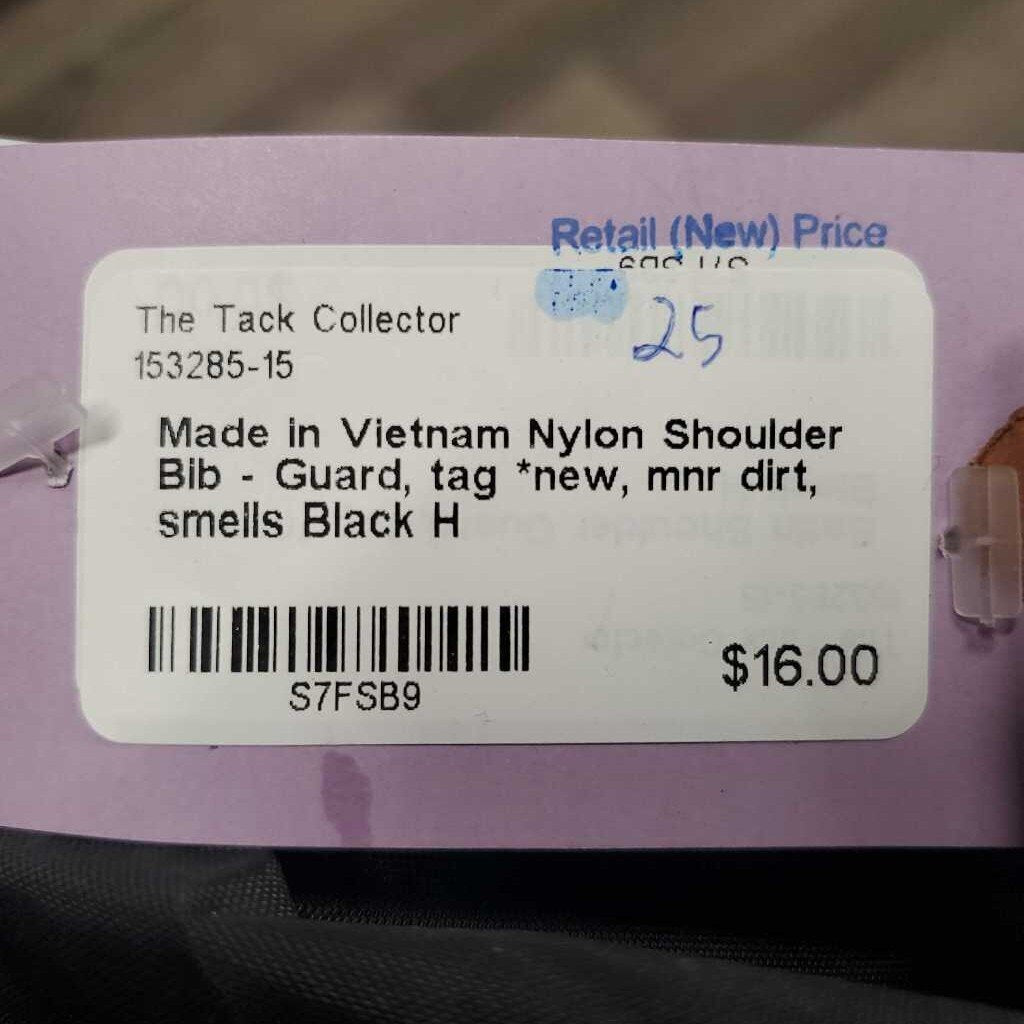 Retail (New) Price
25
The Tack Collector
153285-15
Made in Vietnam Nylon Shoulder
Bib - Guard, tag *new, mnr dirt,
smells Black H
S7FSB9
$16.00